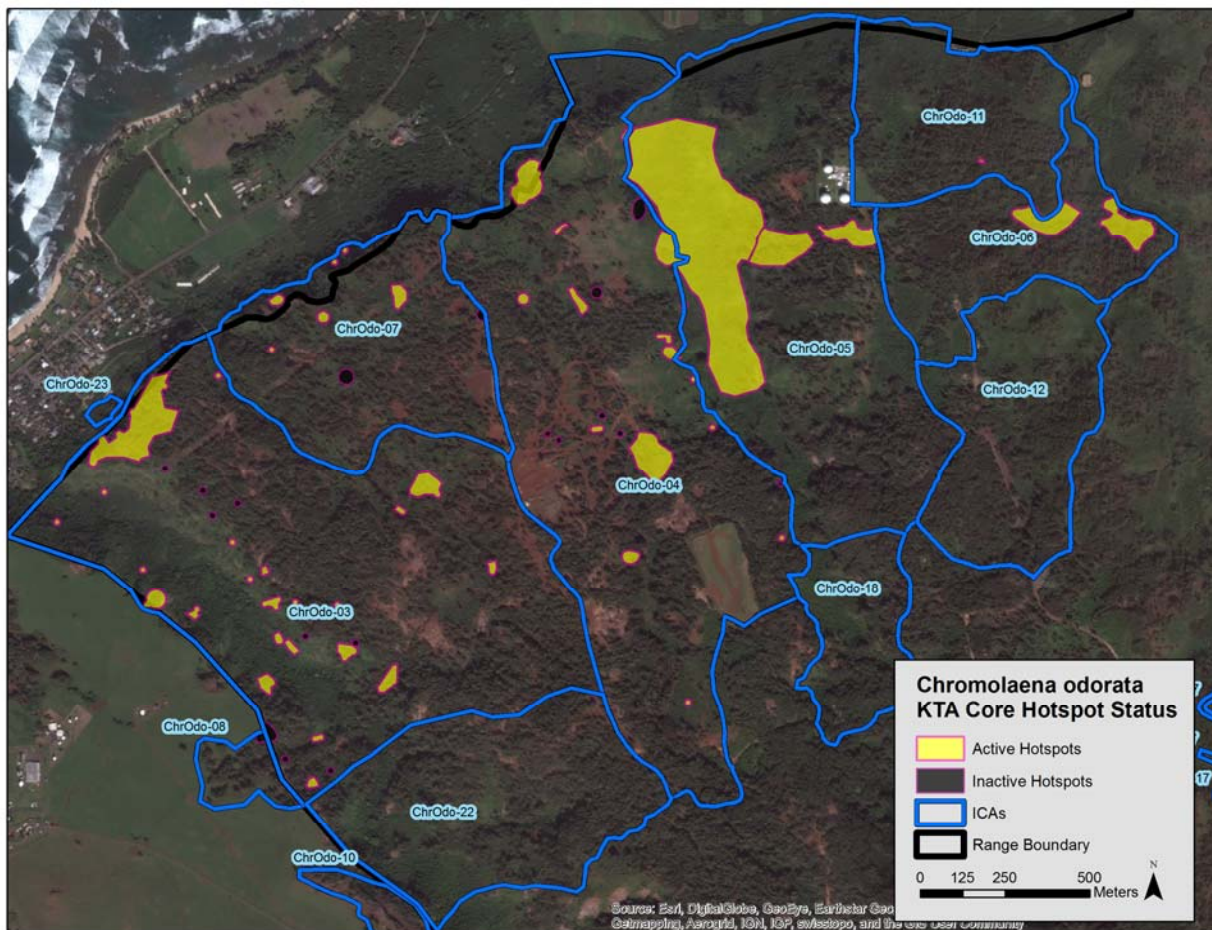 ChrOdo-11
ChrOdo-06
ChrOdo-07
ChrOdo-05
ChrOdo-23
ChrOdo-12
ChrOdo-04
ChrOdo-18
ChrOdo-03
ChrOdo-08
ChrOdo-22
ChrOdo-10
17
Chromolaena odorata
KTA Core Hotspot Status
Active Hotspots
Inactive Hotspots
ICAs
Range Boundary
N
0 125 250 500
Meters
Source: Esri, DigitalGlobe, GeoEye, Earthstar Geo
Getmapping, Aerogrid, IGN, IGP, swisstopo, and the GIS User Community